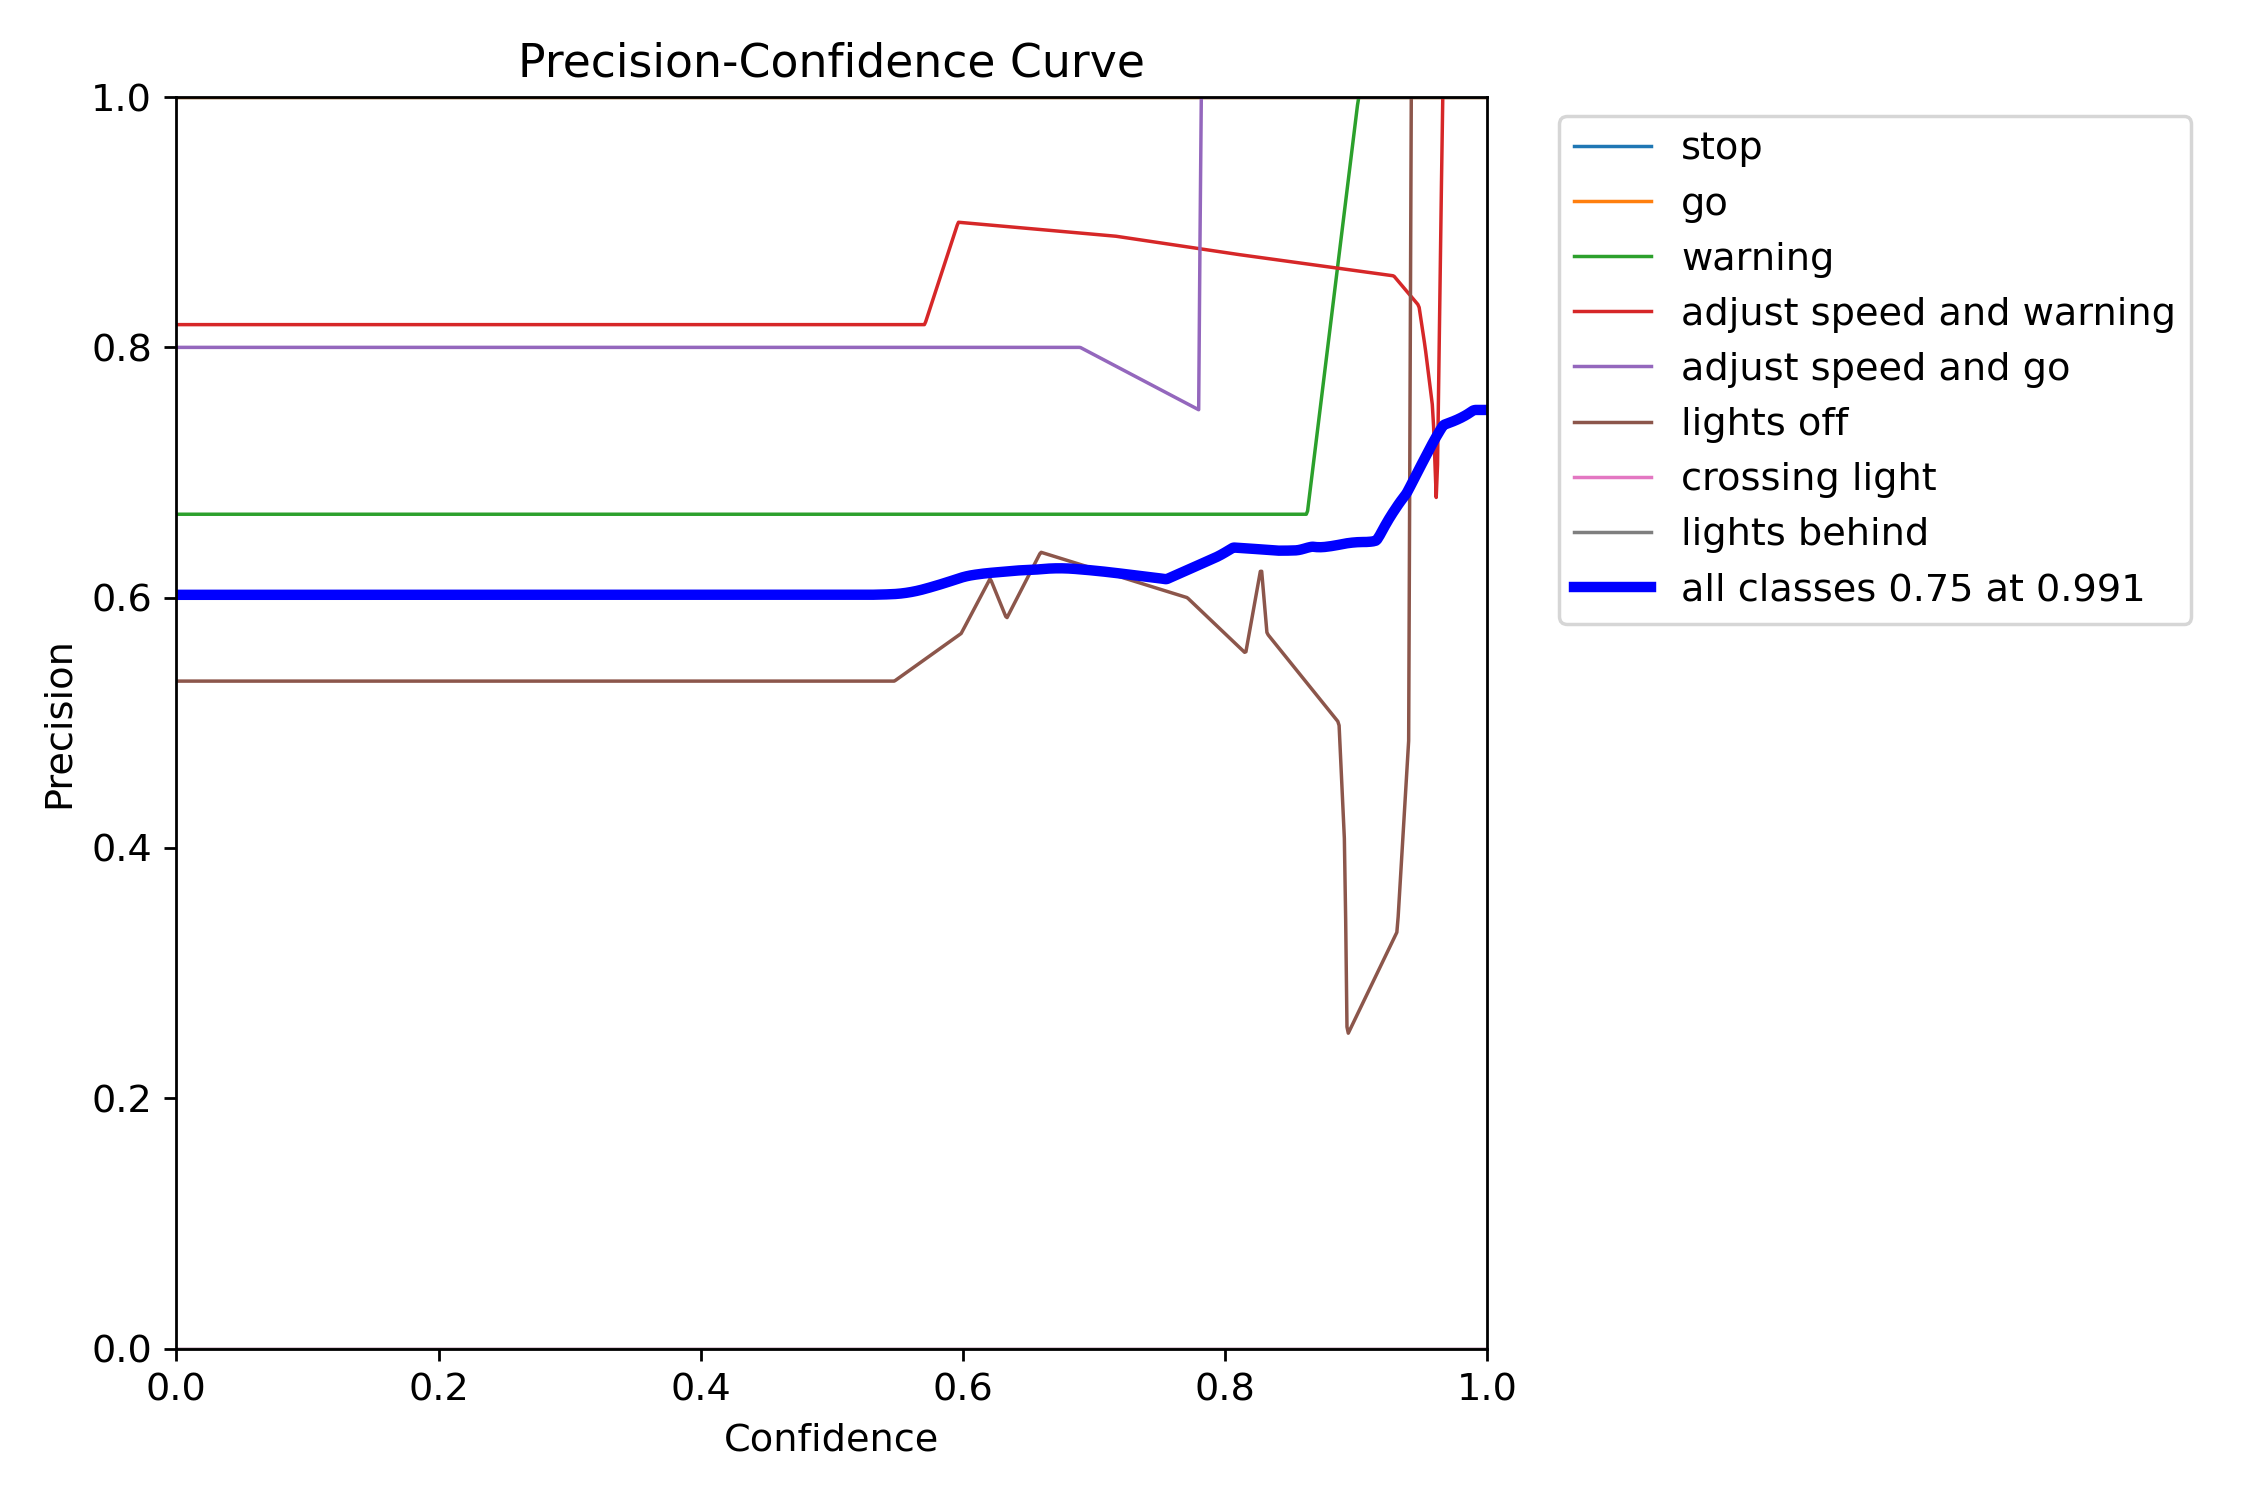 Precision-Confidence Curve
1.0
0.8
0.6
0.4
0.2
0.0
Precision
0.0 0.2 0.4 0.6 0.8 1.0
Confidence
stop
go
warning
adjust speed and warning
adjust speed and go
lights off
crossing light
lights behind
all classes 0.75 at 0.991